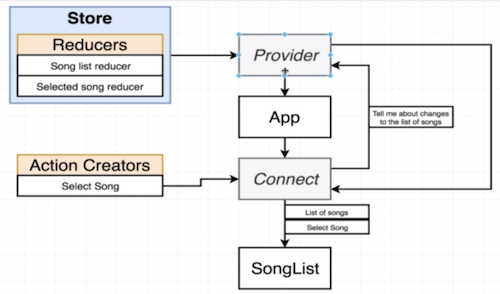 Store
Reducers
Song list reducer
Selected song reducer
Provider
App
Tell me about changes
to the list of songs
Action Creators
Select Song
Connect
List of songs
Select Song
SongList